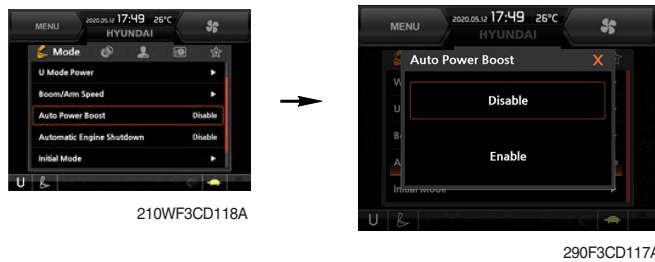 MENU
2020.05.12 17:49 26°C
HYUNDAI
Mode
U Mode Power
Boom/Arm Speed
Auto Power Boost Disable
Automatic Engine Shutdown Disable
Initial Mode
U
210WF3CD118A
MENU
2020.05.12 17:49 26°C
HYUNDAI
Auto Power Boost X
Disable
Enable
W
U
B
A
Initial Mode
U
290F3CD117A